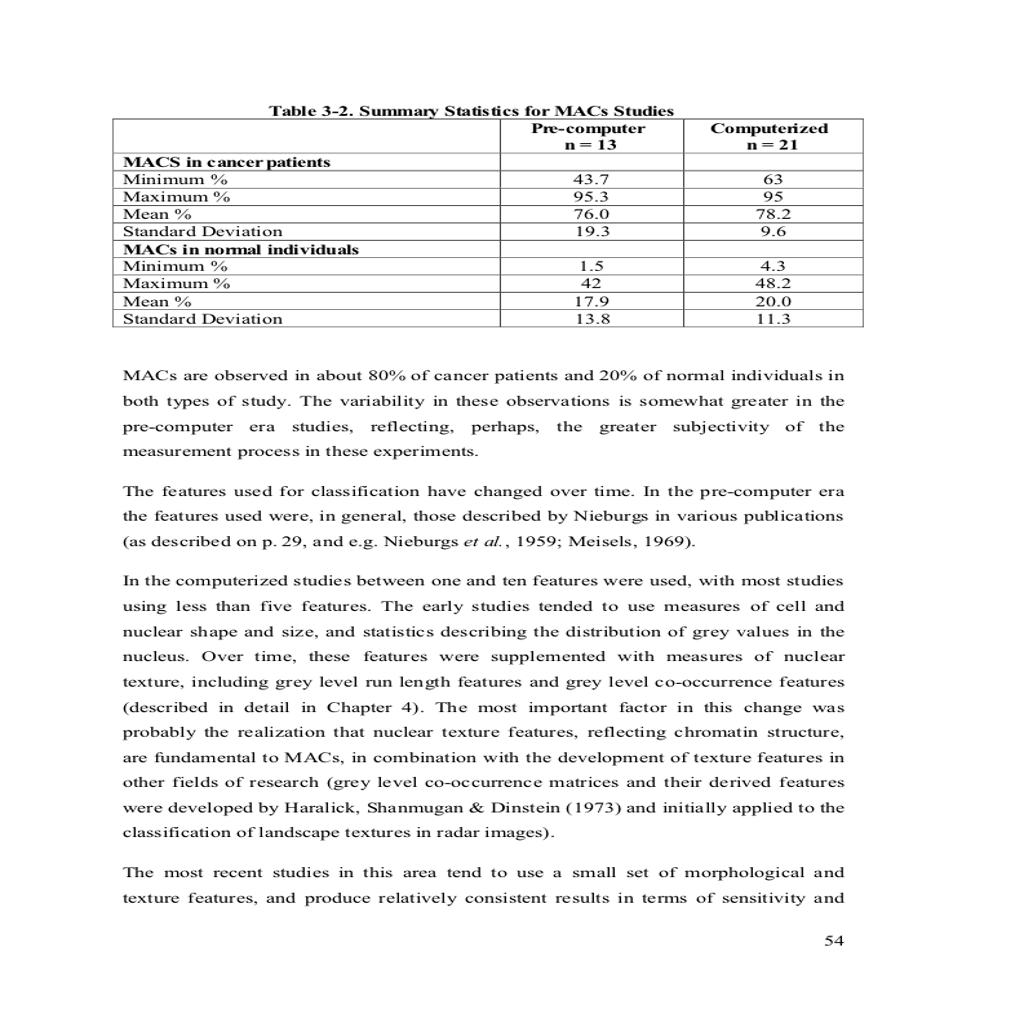 Table 3-2. Summary Statistics for MACs Studies
Pre-computer Computerized
n = 13 n = 21
MACS in cancer patients
Minimum % 43.7 63
Maximum % 95.3 95
Mean % 76.0 78.2
Standard Deviation 19.3 9.6
MACs in normal individuals
Minimum % 1.5 4.3
Maximum % 42 48.2
Mean % 17.9 20.0
Standard Deviation 13.8 11.3
MACs are observed in about 80% of cancer patients and 20% of normal individuals in
both types of study. The variability in these observations is somewhat greater in the
pre-computer era studies, reflecting, perhaps, the greater subjectivity of the
measurement process in these experiments.
The features used for classification have changed over time. In the pre-computer era
the features used were, in general, those described by Nieburgs in various publications
(as described on p. 29, and e.g. Nieburgs et al., 1959; Meisels, 1969).
In the computerized studies between one and ten features were used, with most studies
using less than five features. The early studies tended to use measures of cell and
nuclear shape and size, and statistics describing the distribution of grey values in the
nucleus. Over time, these features were supplemented with measures of nuclear
texture, including grey level run length features and grey level co-occurrence features
(described in detail in Chapter 4). The most important factor in this change was
probably the realization that nuclear texture features, reflecting chromatin structure,
are fundamental to MACs, in combination with the development of texture features in
other fields of research (grey level co-occurrence matrices and their derived features
were developed by Haralick, Shanmugan & Dinstein (1973) and initially applied to the
classification of landscape textures in radar images).
The most recent studies in this area tend to use a small set of morphological and
texture features, and produce relatively consistent results in terms of sensitivity and
54